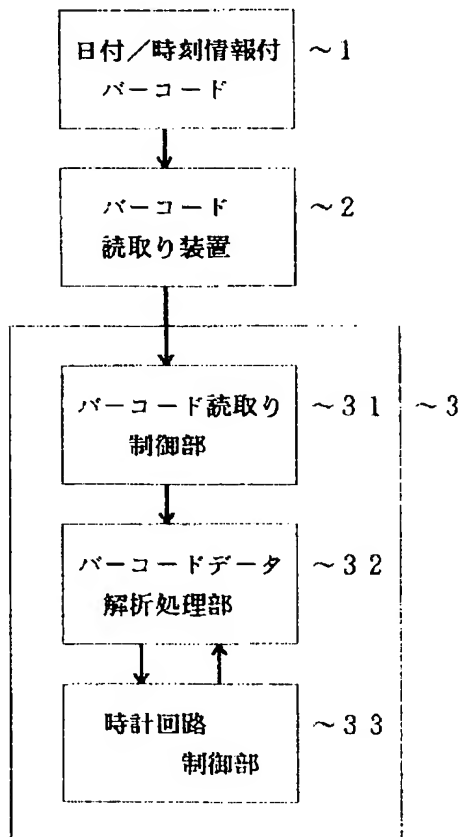 日付／時刻情報付 ～1
バーコード
バーコード ～2
読取り装置
バーコード読取り ～31 ～3
制御部
バーコードデータ ～32
解折処理部
時計回路 ～33
制御部